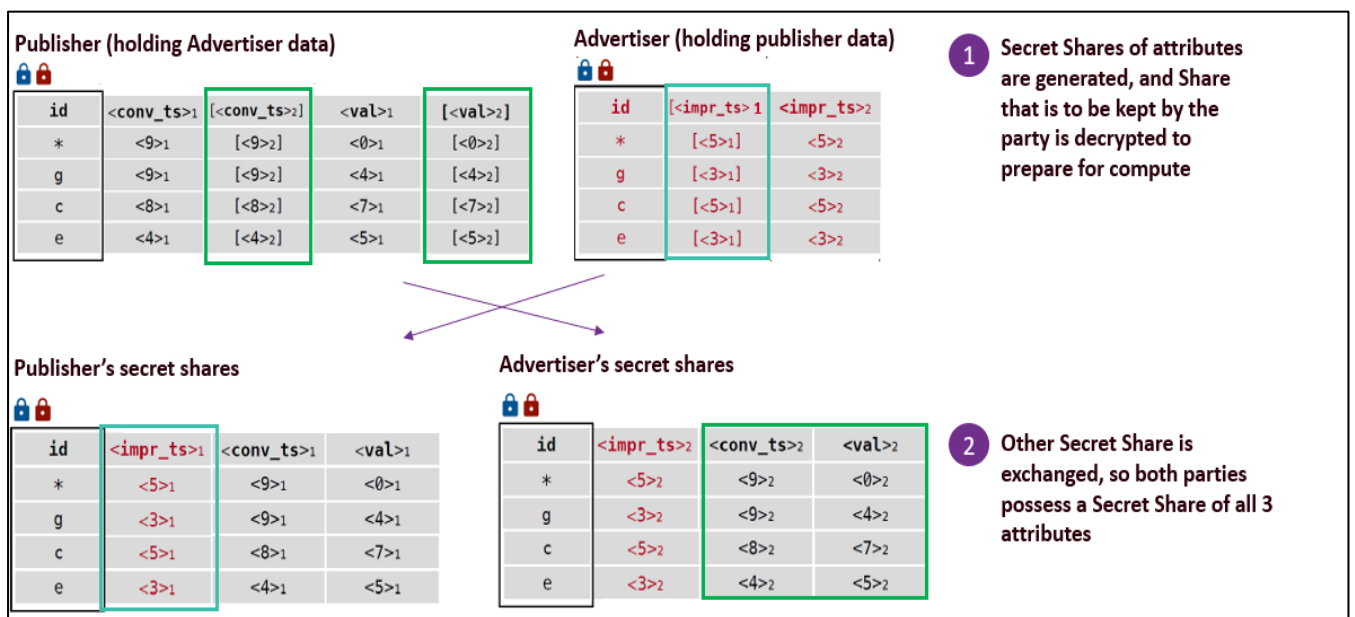 Publisher (holding Advertiser data)
id <conv_ts>1 [<conv_ts>2] <val>1 [<val>2]
* <9>1 [<9>2] <0>1 [<0>2]
g <9>1 [<9>2] <4>1 [<4>2]
c <8>1 [<8>2] <7>1 [<7>2]
e <4>1 [<4>2] <5>1 [<5>2]
Advertiser (holding publisher data)
id [<impr_ts> 1 <impr_ts>2
* [<5>1] <5>2
g [<3>1] <3>2
c [<5>1] <5>2
e [<3>1] <3>2
1
Secret Shares of attributes
are generated, and Share
that is to be kept by the
party is decrypted to
prepare for compute
Publisher's secret shares
id <impr_ts>1 <conv_ts>1 <val>1
* <5>1 <9>1 <0>1
g <3>1 <9>1 <4>1
c <5>1 <8>1 <7>1
e <3>1 <4>1 <5>1
Advertiser's secret shares
id <impr_ts>2 <conv_ts>2 <val>2
* <5>2 <9>2 <0>2
g <3>2 <9>2 <4>2
c <5>2 <8>2 <7>2
e <3>2 <4>2 <5>2
2
Other Secret Share is
exchanged, so both parties
possess a Secret Share of all 3
attributes